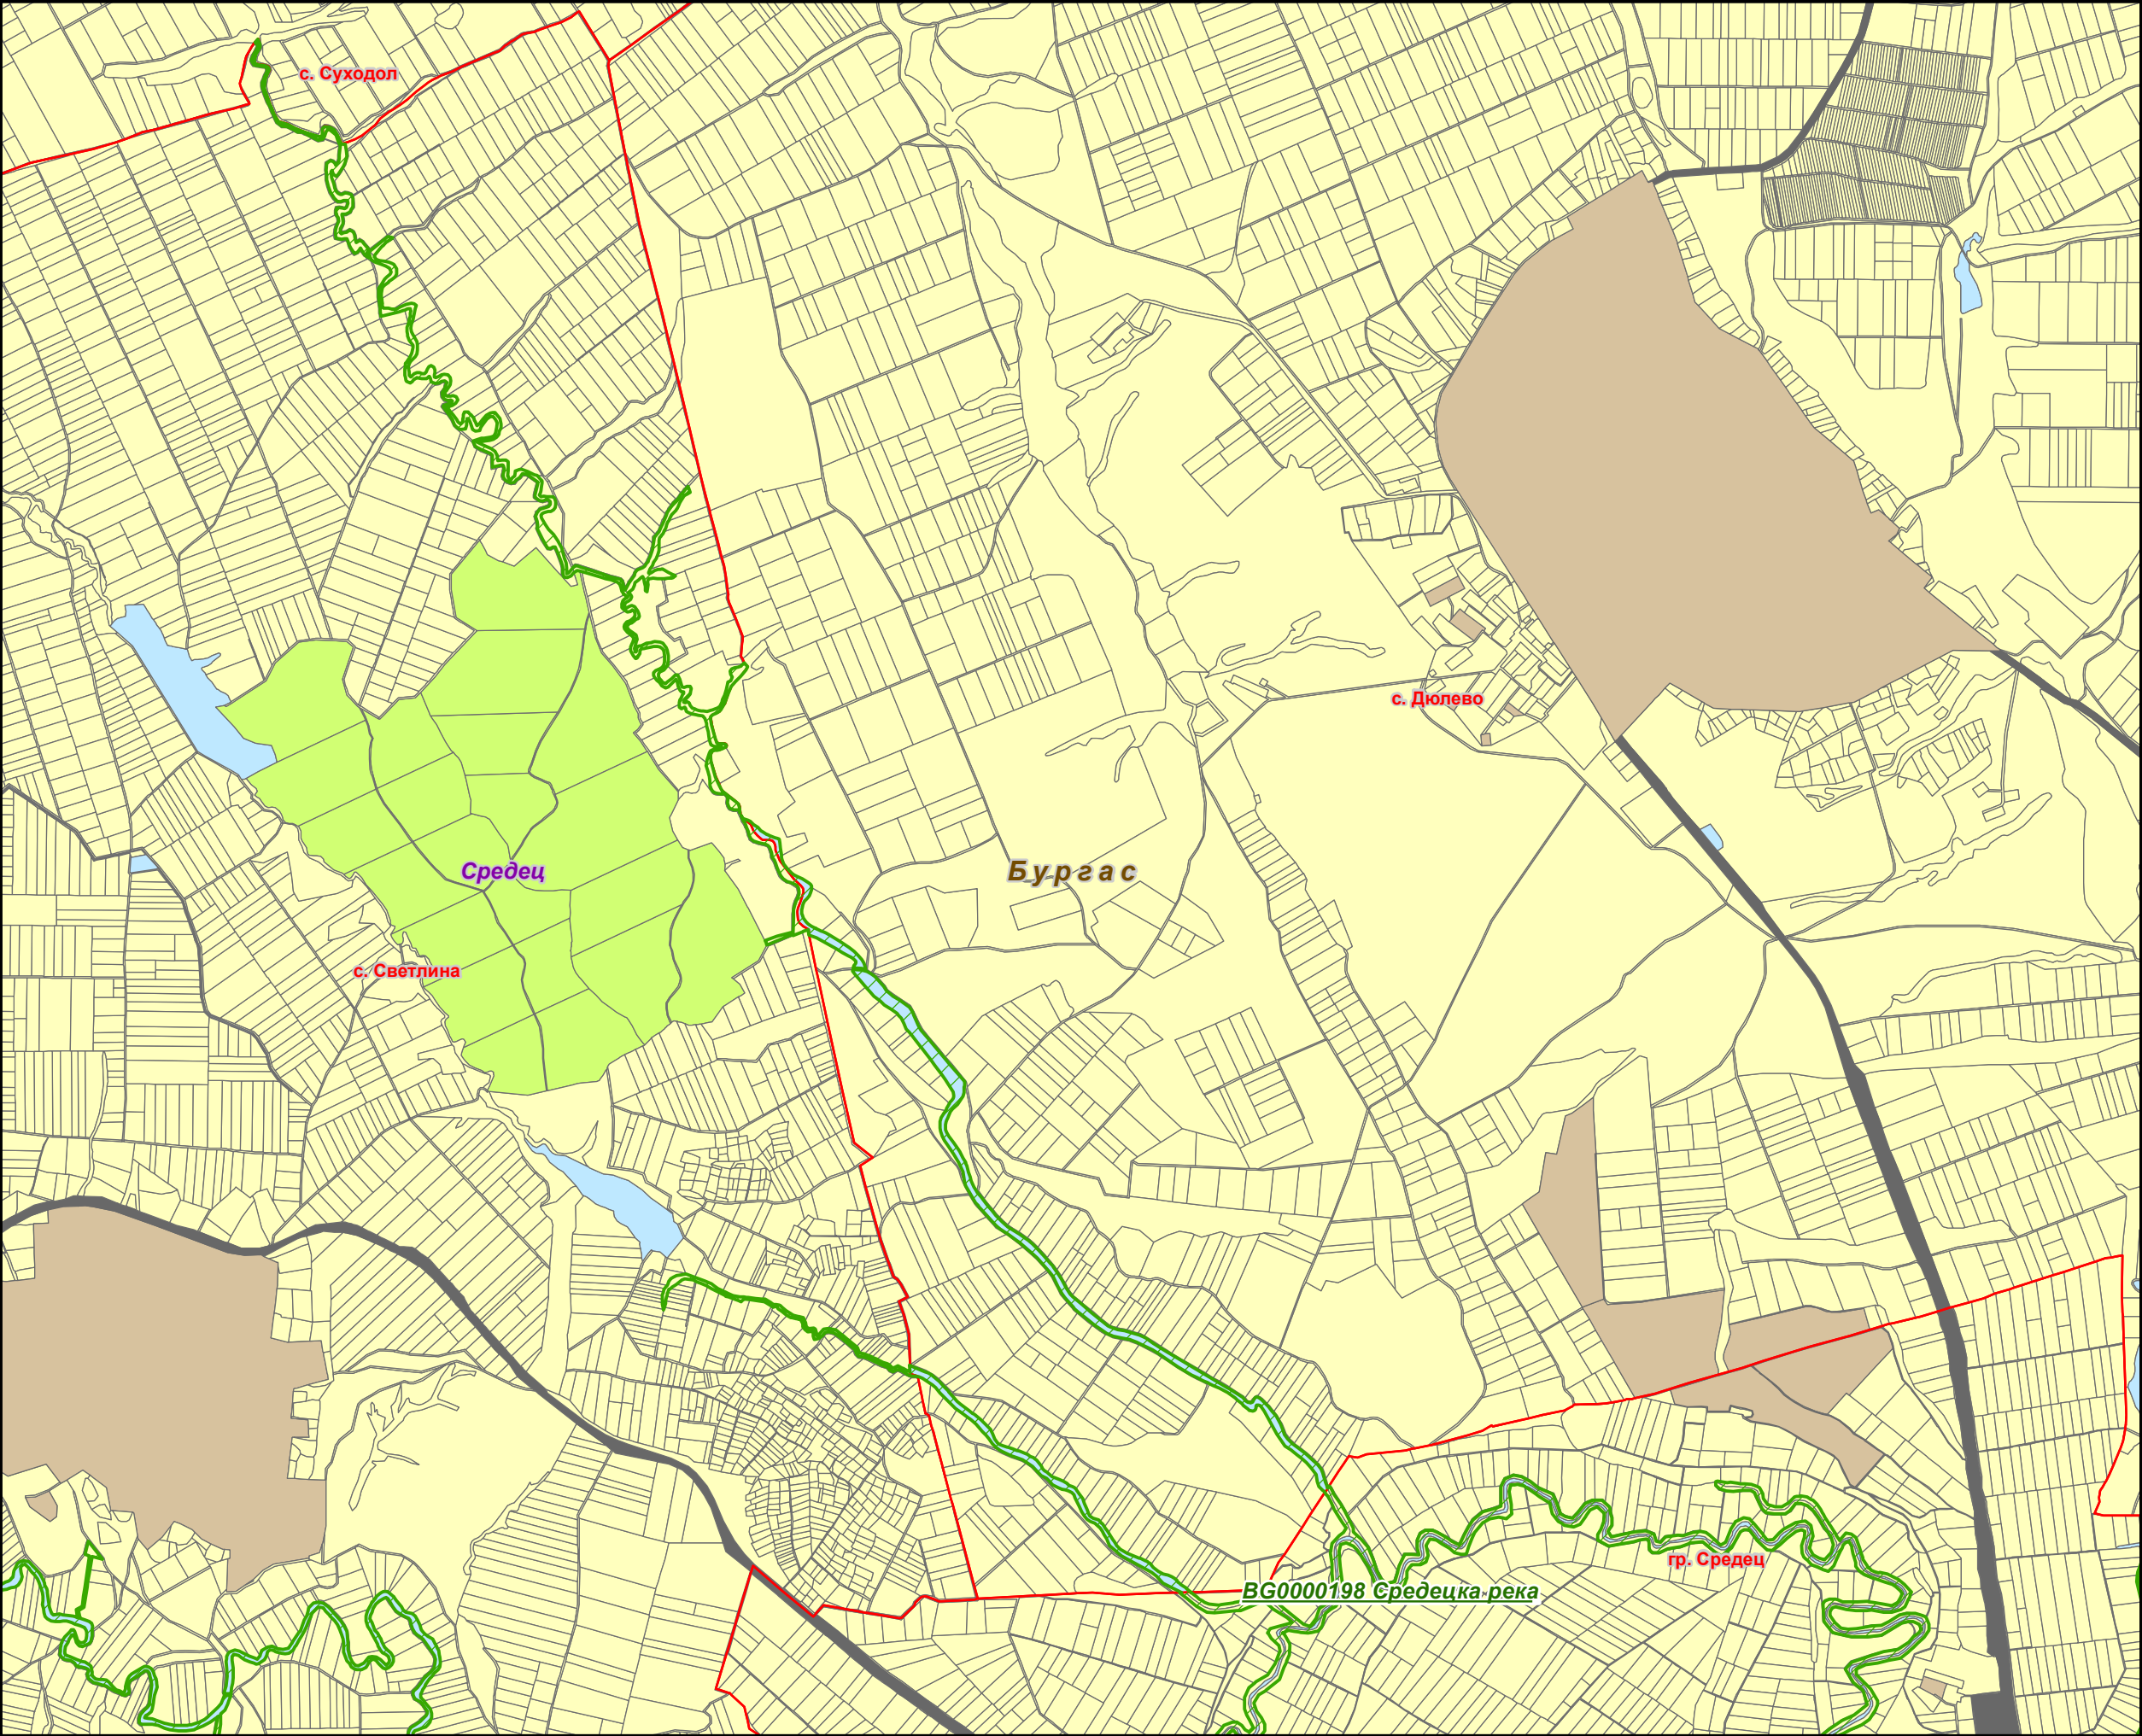 с. Суходол
с. Дюлево
Средец
Бургас
с. Светлина
гр. Средец
BG0000198 Средецка река